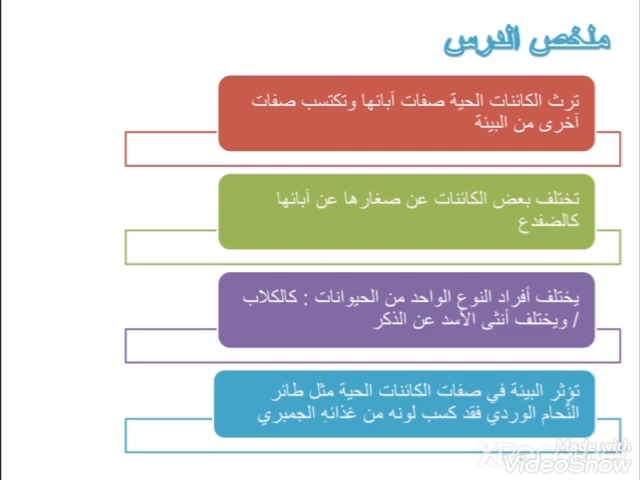 ملخص الدرس
ترث الكائنات الحية صفات آبائها وتكتسب صفات
آخرى من البيئة
تختلف بعض الكائنات عن صغارها عن آبائها
كالضفدع
يختلف أفراد النوع الواحد من الحيوانات : كالكلاب
/ ويختلف أنثى الأسد عن الذكر
تؤثر البيئة في صفات الكائنات الحية مثل طائر
النُّحام الوردي فقد كسب لونه من غذائهِ الجمبري
Made with
VideoShow